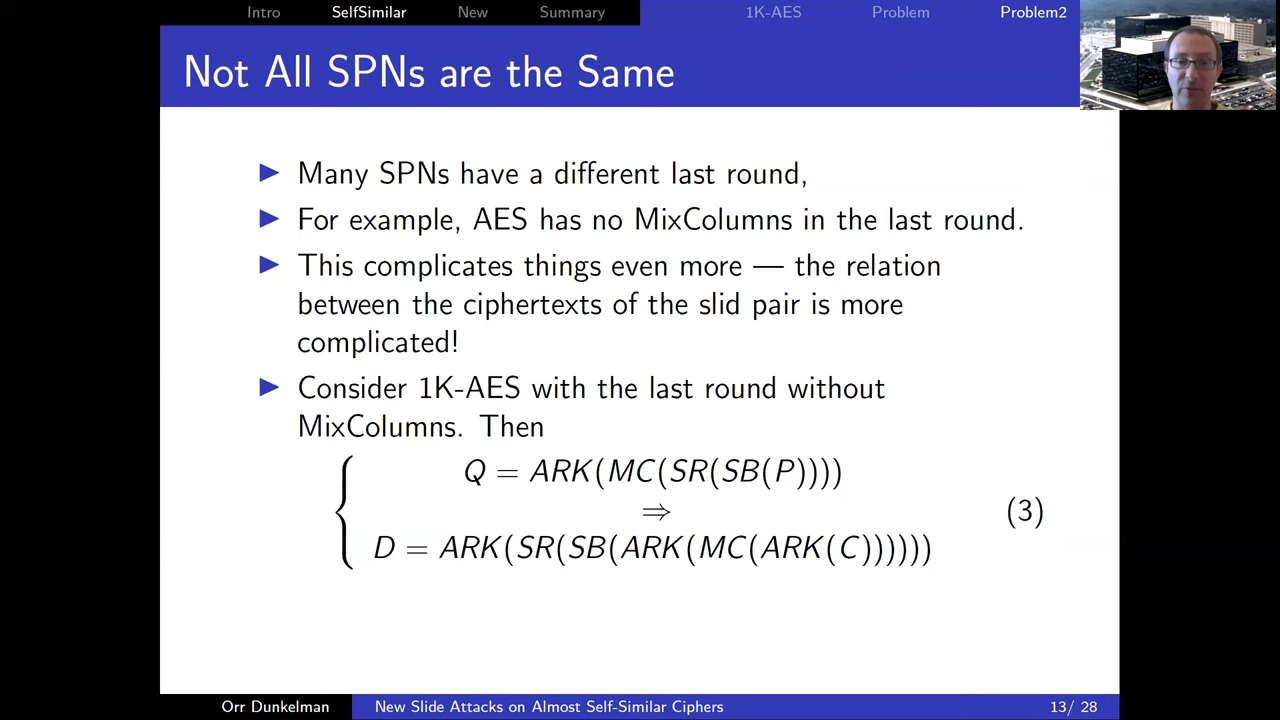 Intro SelfSimilar New Summary 1K-AES Problem Problem2
Not All SPNs are the Same
▶ Many SPNs have a different last round,
▶ For example, AES has no MixColumns in the last round.
▶ This complicates things even more — the relation
between the ciphertexts of the slid pair is more
complicated!
▶ Consider 1K-AES with the last round without
MixColumns. Then
Q = ARK(MC(SR(SB(P))))
⇒
(3)
D = ARK(SR(SB(ARK(MC(ARK(C))))))
Orr Dunkelman New Slide Attacks on Almost Self-Similar Ciphers 13/ 28